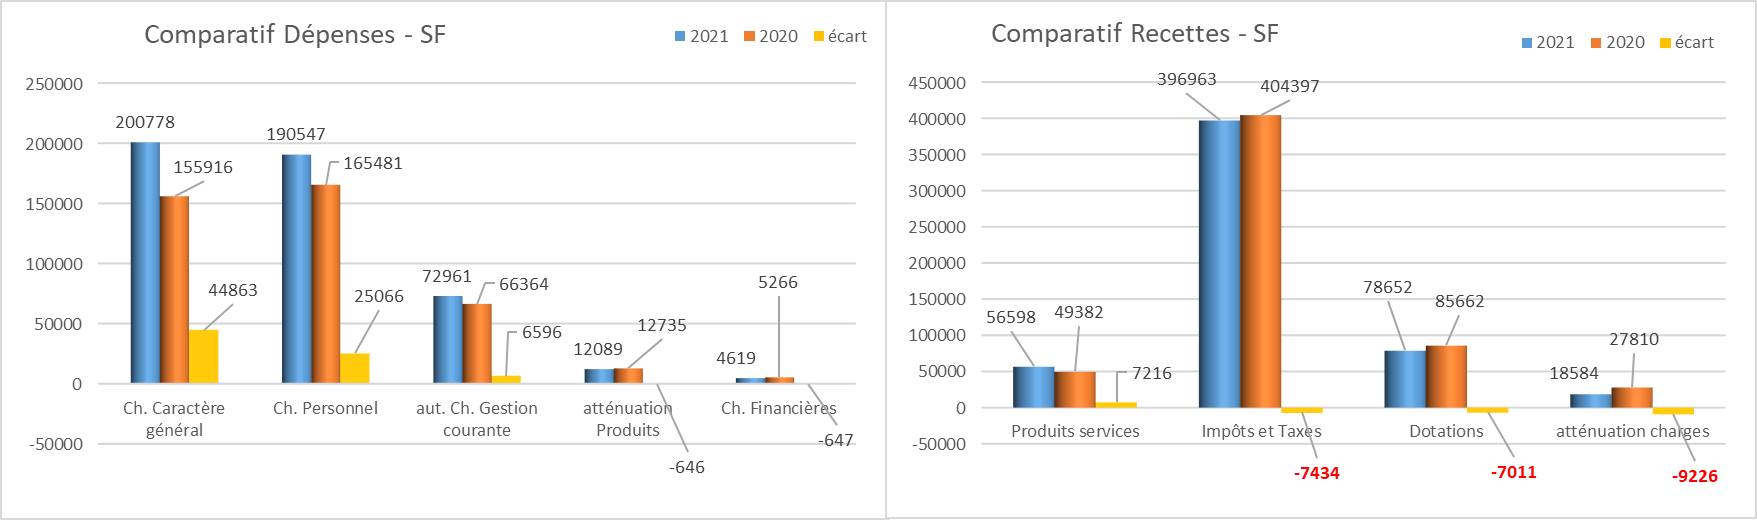 Comparatif Dépenses - SF
2021 2020 écart
250000
200000
150000
100000
50000
0
-50000
200778
155916
44863
190547
165481
25066
72961
66364
6596
12089
12735
-646
4619
5266
-647
Ch. Caractère
général
Ch. Personnel
aut. Ch. Gestion
courante
atténuation
Produits
Ch. Financières
Comparatif Recettes - SF
2021 2020 écart
450000
400000
350000
300000
250000
200000
150000
100000
50000
0
-50000
56598
49382
7216
396963
404397
-7434
78652
85662
-7011
18584
27810
-9226
Produits services
Impôts et Taxes
Dotations
atténuation charges